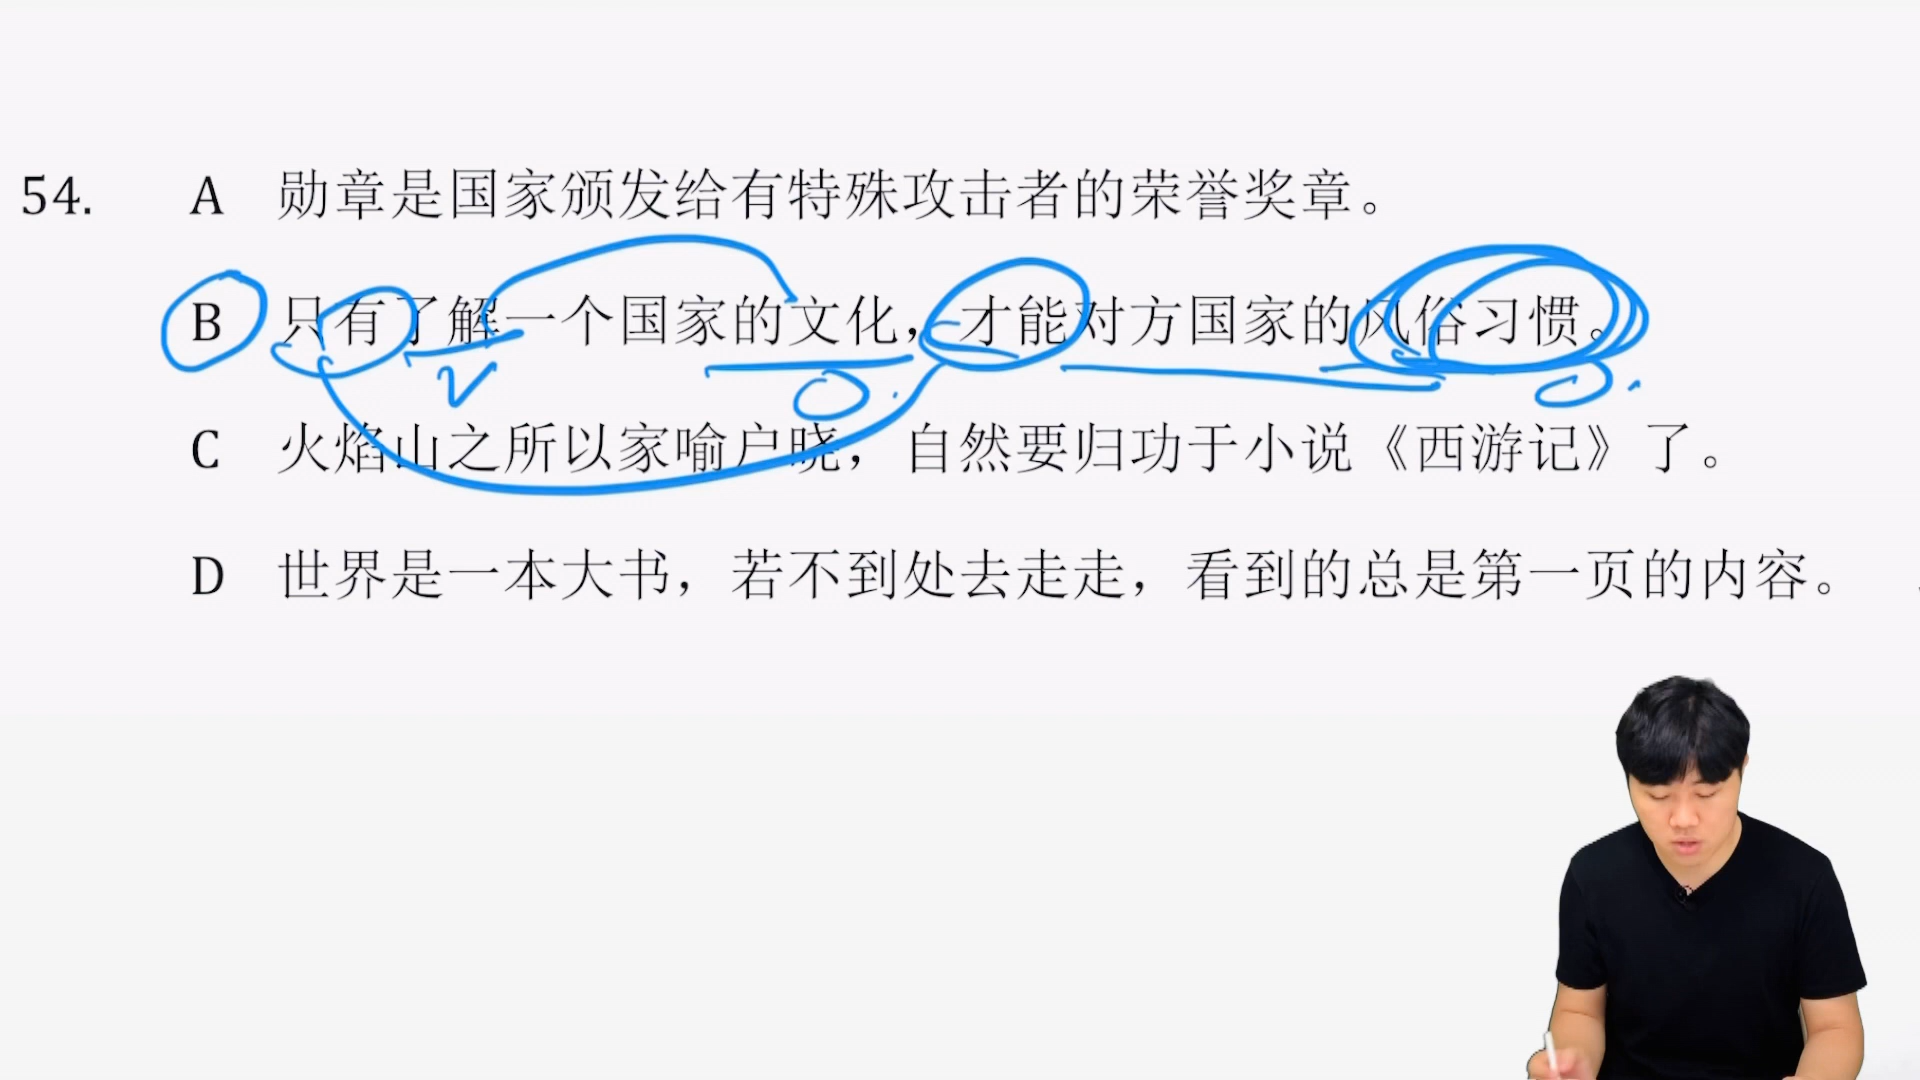 54. A 勋章是国家颁发给有特殊攻击者的荣誉奖章。
B 只有了解一个国家的文化，才能对方国家的风俗习惯。
V O.
O.
C 火焰山之所以家喻户晓，自然要归功于小说《西游记》了。
D 世界是一本大书，若不到处去走走，看到的总是第一页的内容。